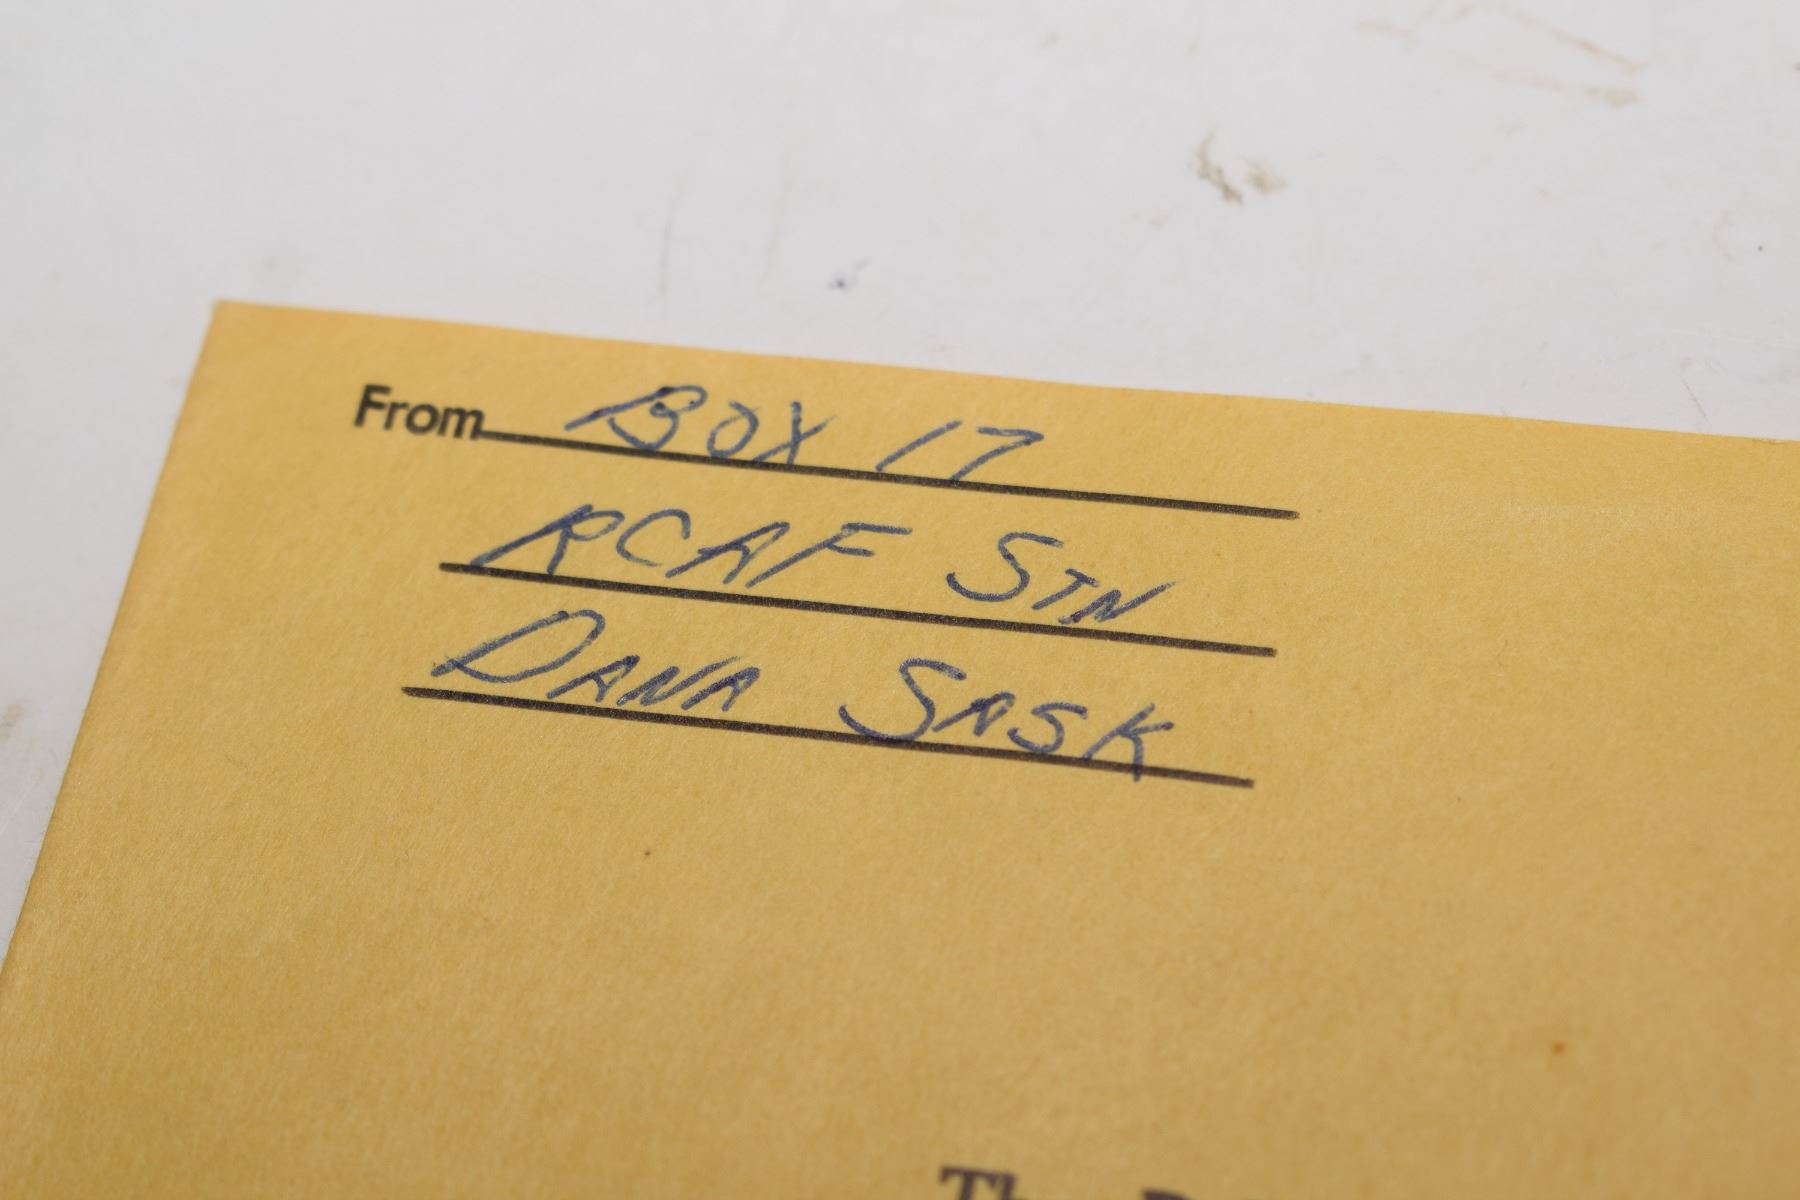 From BOX 17
RCAF STN
DANA SASK